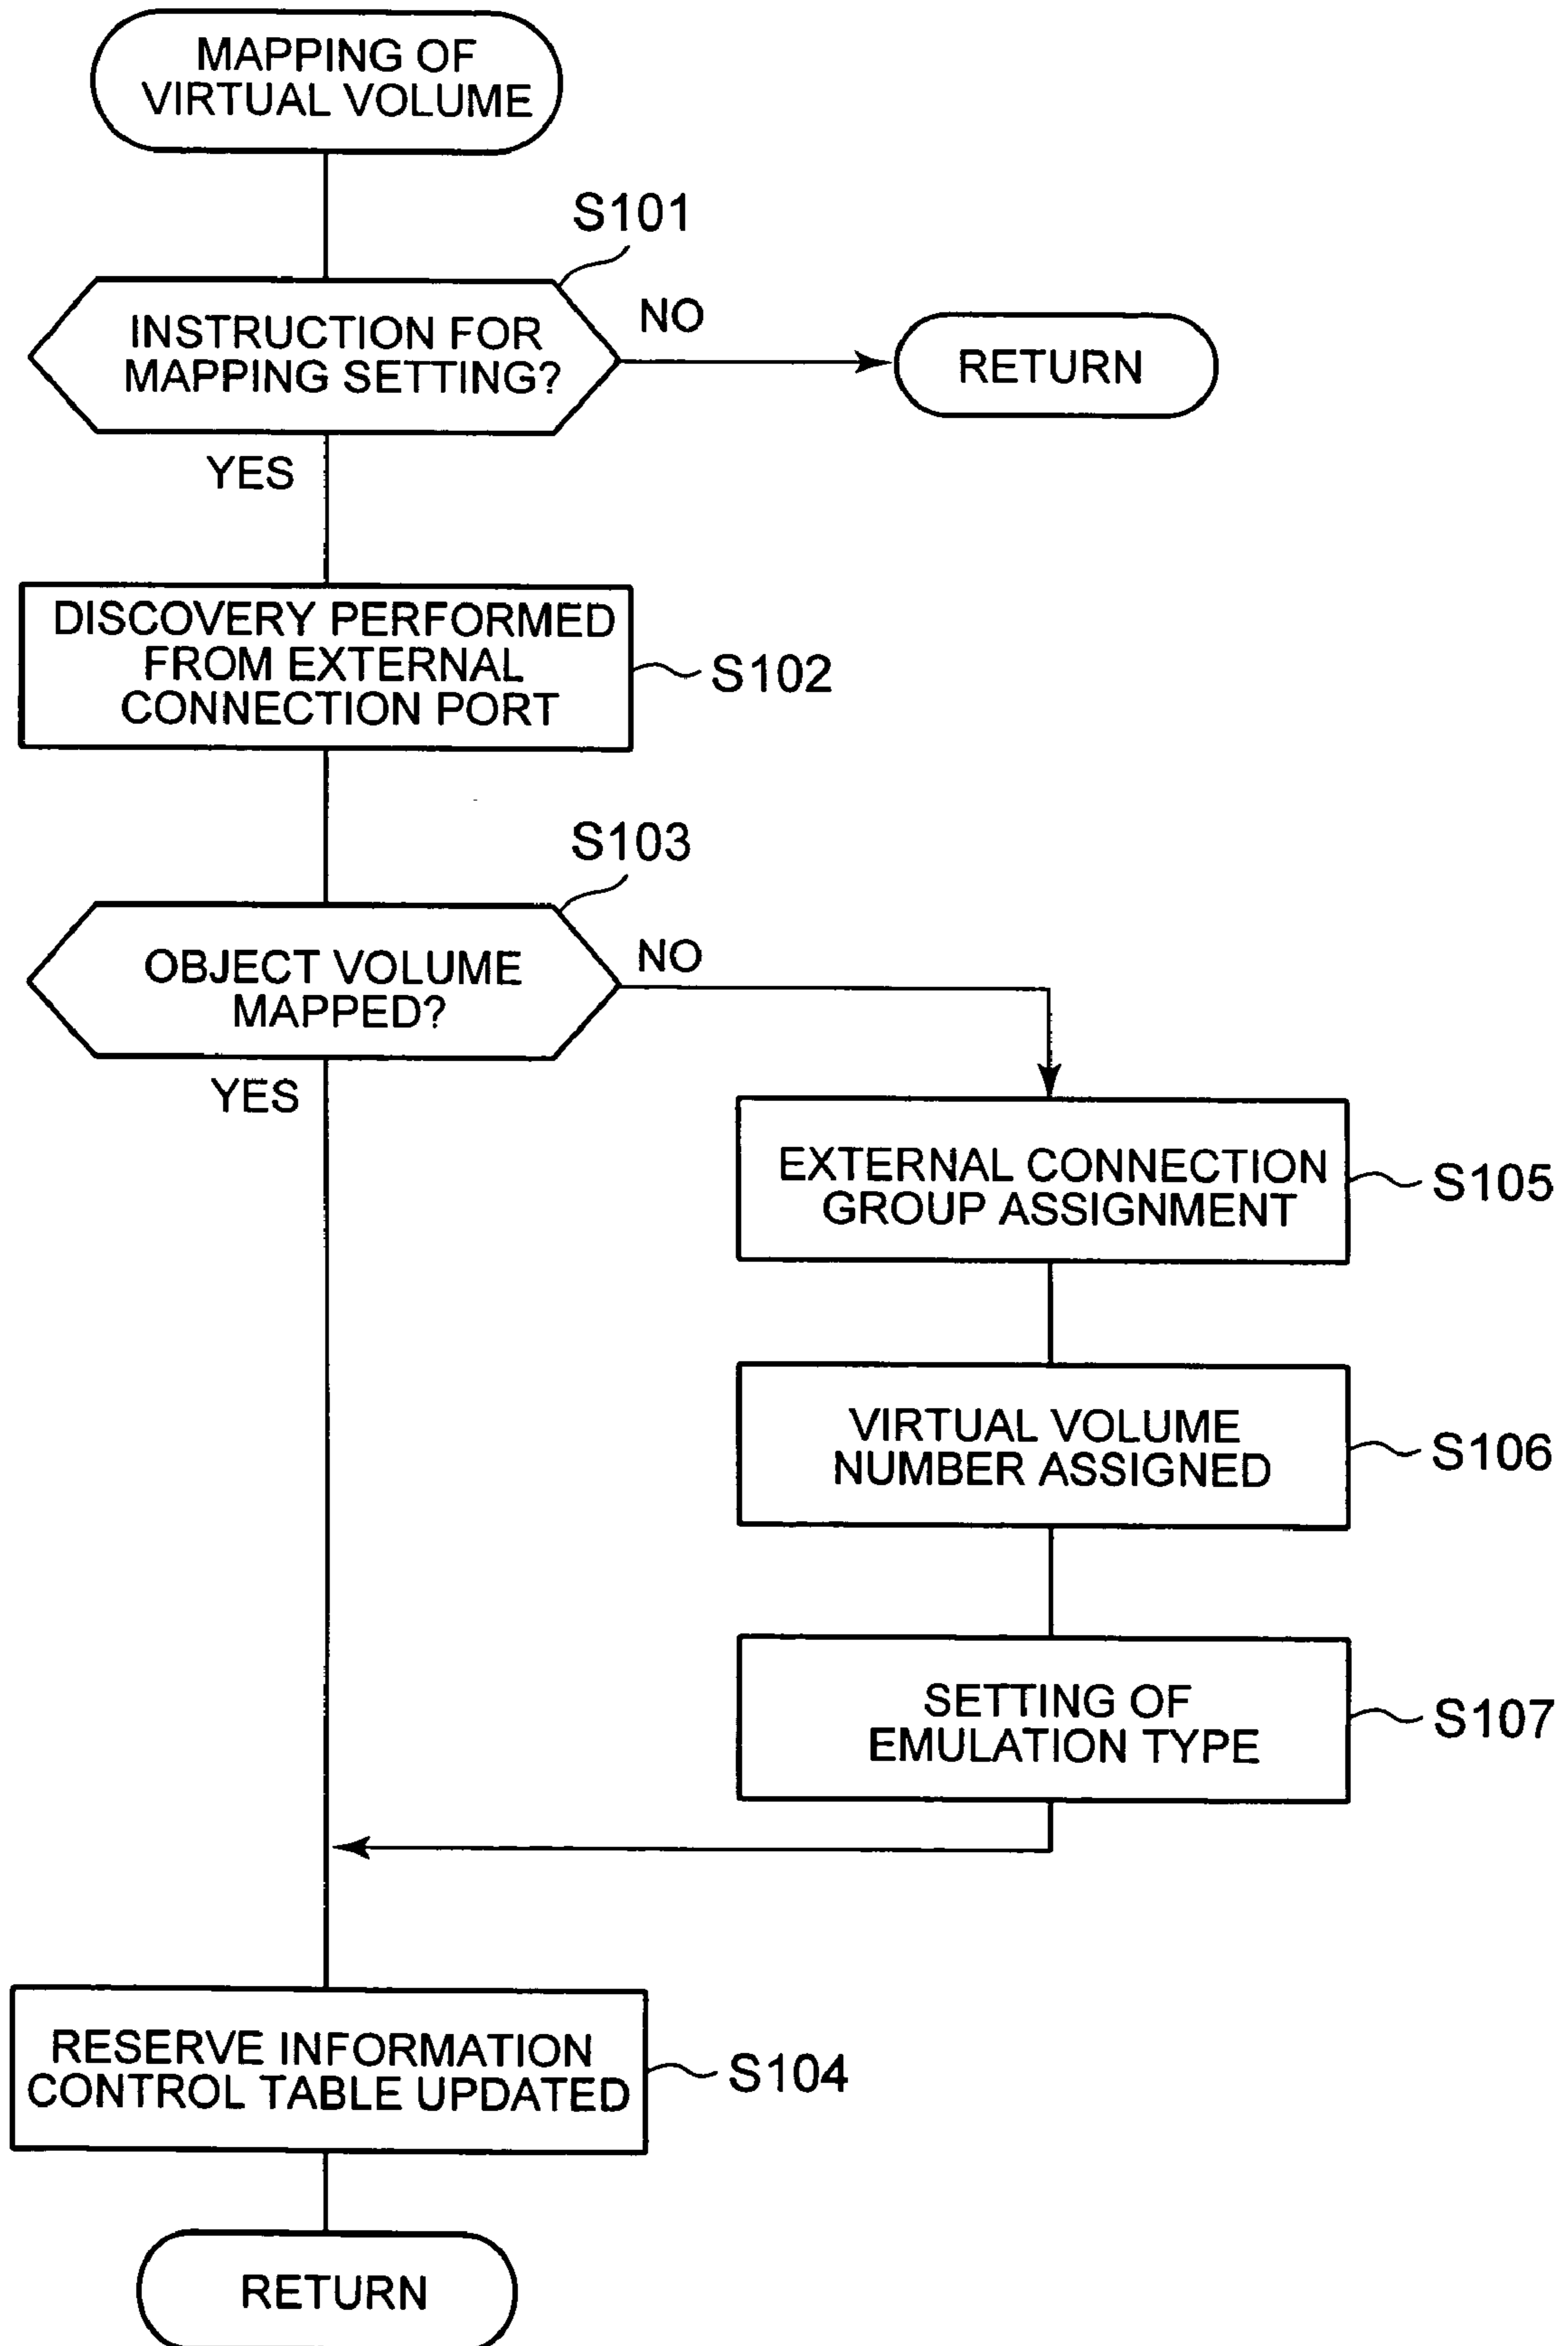 MAPPING OF
VIRTUAL VOLUME
S101
INSTRUCTION FOR
MAPPING SETTING?
NO
RETURN
YES
DISCOVERY PERFORMED
FROM EXTERNAL
CONNECTION PORT
S102
S103
OBJECT VOLUME
MAPPED?
NO
YES
EXTERNAL CONNECTION
GROUP ASSIGNMENT
S105
VIRTUAL VOLUME
NUMBER ASSIGNED
S106
SETTING OF
EMULATION TYPE
S107
RESERVE INFORMATION
CONTROL TABLE UPDATED
S104
RETURN